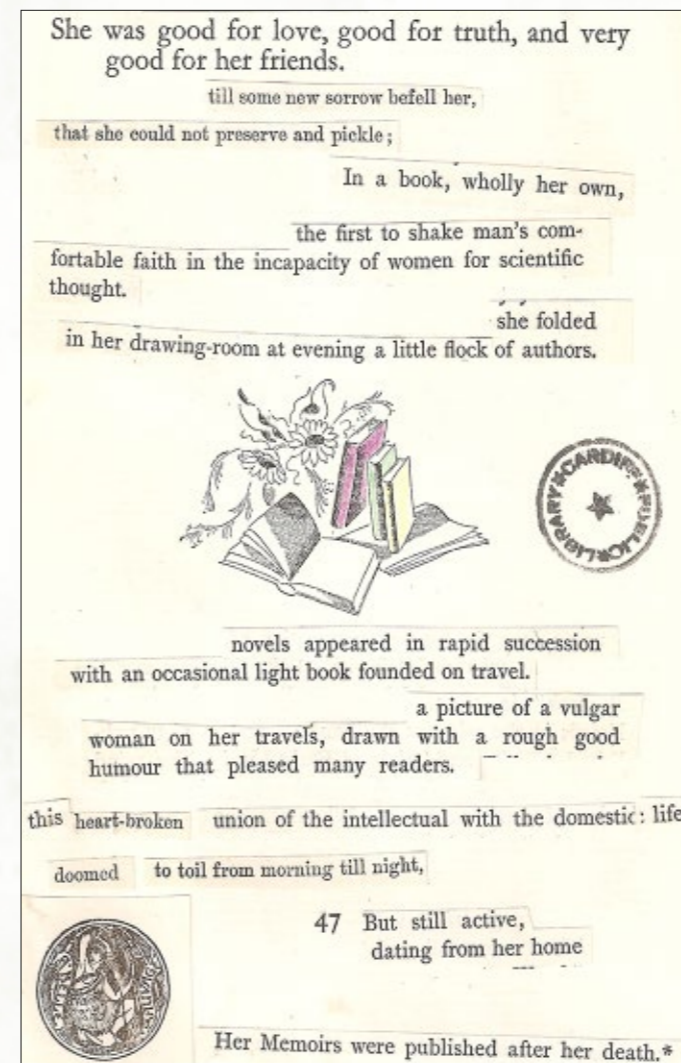 She was good for love, good for truth, and very
good for her friends.
till some new sorrow befell her,
that she could not preserve and pickle;
In a book, wholly her own,
the first to shake man's com-
fortable faith in the incapacity of women for scientific
thought.
she folded
in her drawing-room at evening a little flock of authors.
CARDIFF PUBLIC LIBRARY
novels appeared in rapid succession
with an occasional light book founded on travel.
a picture of a vulgar
woman on her travels, drawn with a rough good
humour that pleased many readers.
this heart-broken union of the intellectual with the domestic: life
doomed to toil from morning till night,
47 But still active,
dating from her home
Her Memoirs were published after her death.*